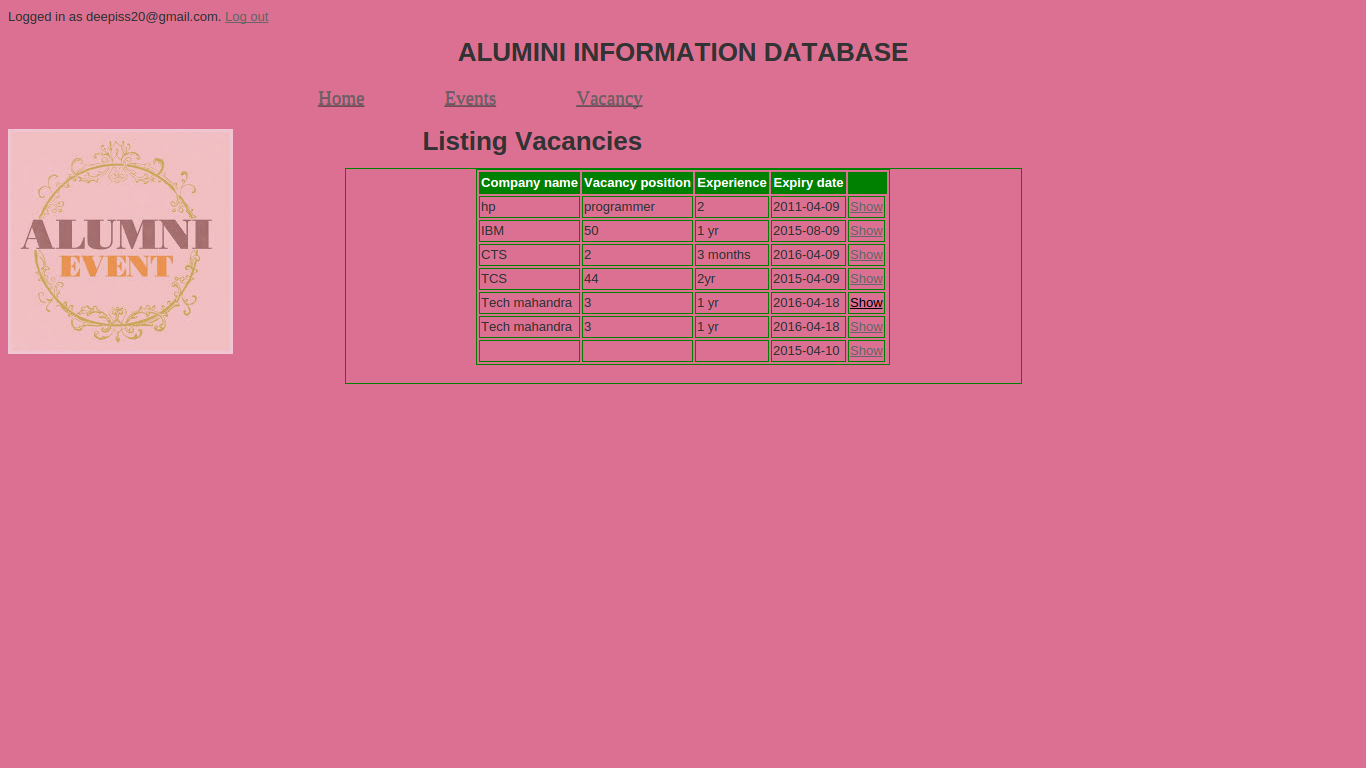 Logged in as deepiss20@gmail.com. Log out
ALUMINI INFORMATION DATABASE
Home Events Vacancy
ALUMNI
EVENT
Listing Vacancies
Company name Vacancy position Experience Expiry date
hp programmer 2 2011-04-09 Show
IBM 50 1 yr 2015-08-09 Show
CTS 2 3 months 2016-04-09 Show
TCS 44 2yr 2015-04-09 Show
Tech mahandra 3 1 yr 2016-04-18 Show
Tech mahandra 3 1 yr 2016-04-18 Show
2015-04-10 Show